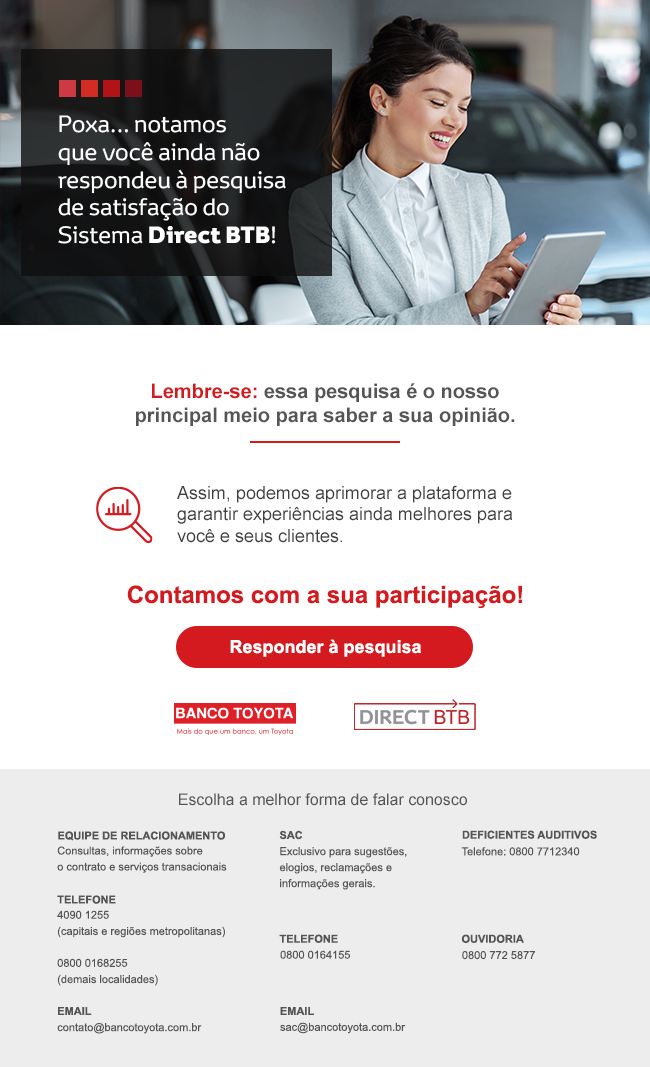 Poxa... notamos
que você ainda não
respondeu à pesquisa
de satisfação do
Sistema Direct BTB!
Lembre-se: essa pesquisa é o nosso
principal meio para saber a sua opinião.
Assim, podemos aprimorar a plataforma e
garantir experiências ainda melhores para
você e seus clientes.
Contamos com a sua participação!
Responder à pesquisa
BANCO TOYOTA
Mais do que um banco, um Toyota
DIRECT BTB
Escolha a melhor forma de falar conosco
EQUIPE DE RELACIONAMENTO
Consultas, informações sobre
o contrato e serviços transacionais
TELEFONE
4090 1255
(capitais e regiões metropolitanas)
0800 0168255
(demais localidades)
EMAIL
contato@bancotoyota.com.br
SAC
Exclusivo para sugestões,
elogios, reclamações e
informações gerais.
TELEFONE
0800 0164155
EMAIL
sac@bancotoyota.com.br
DEFICIENTES AUDITIVOS
Telefone: 0800 7712340
OUVIDORIA
0800 772 5877